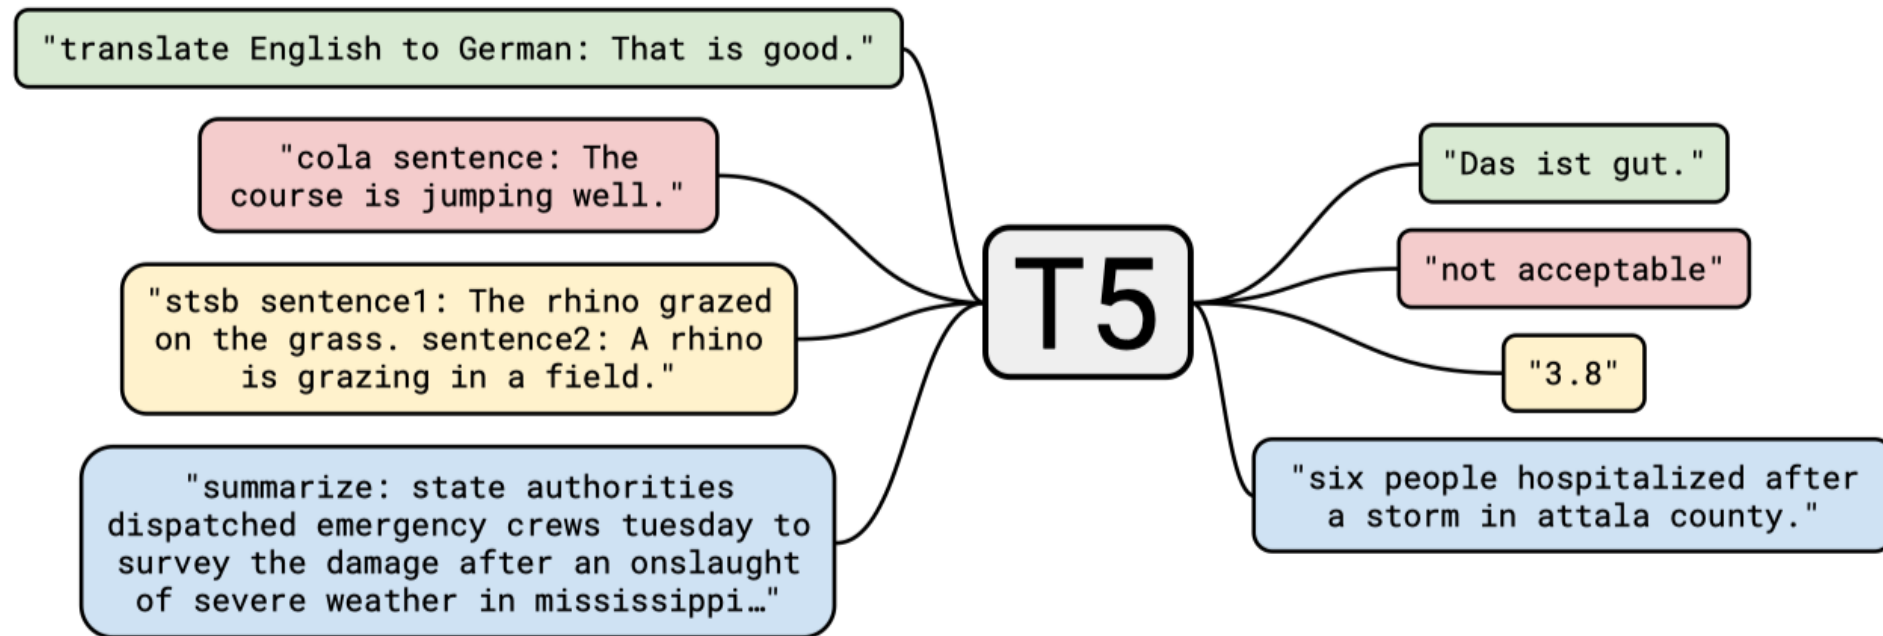 "translate English to German: That is good."
"cola sentence: The
course is jumping well."
"stsb sentence1: The rhino grazed
on the grass. sentence2: A rhino
is grazing in a field."
"summarize: state authorities
dispatched emergency crews tuesday to
survey the damage after an onslaught
of severe weather in mississippi…"
T5
"Das ist gut."
"not acceptable"
"3.8"
"six people hospitalized after
a storm in attala county."